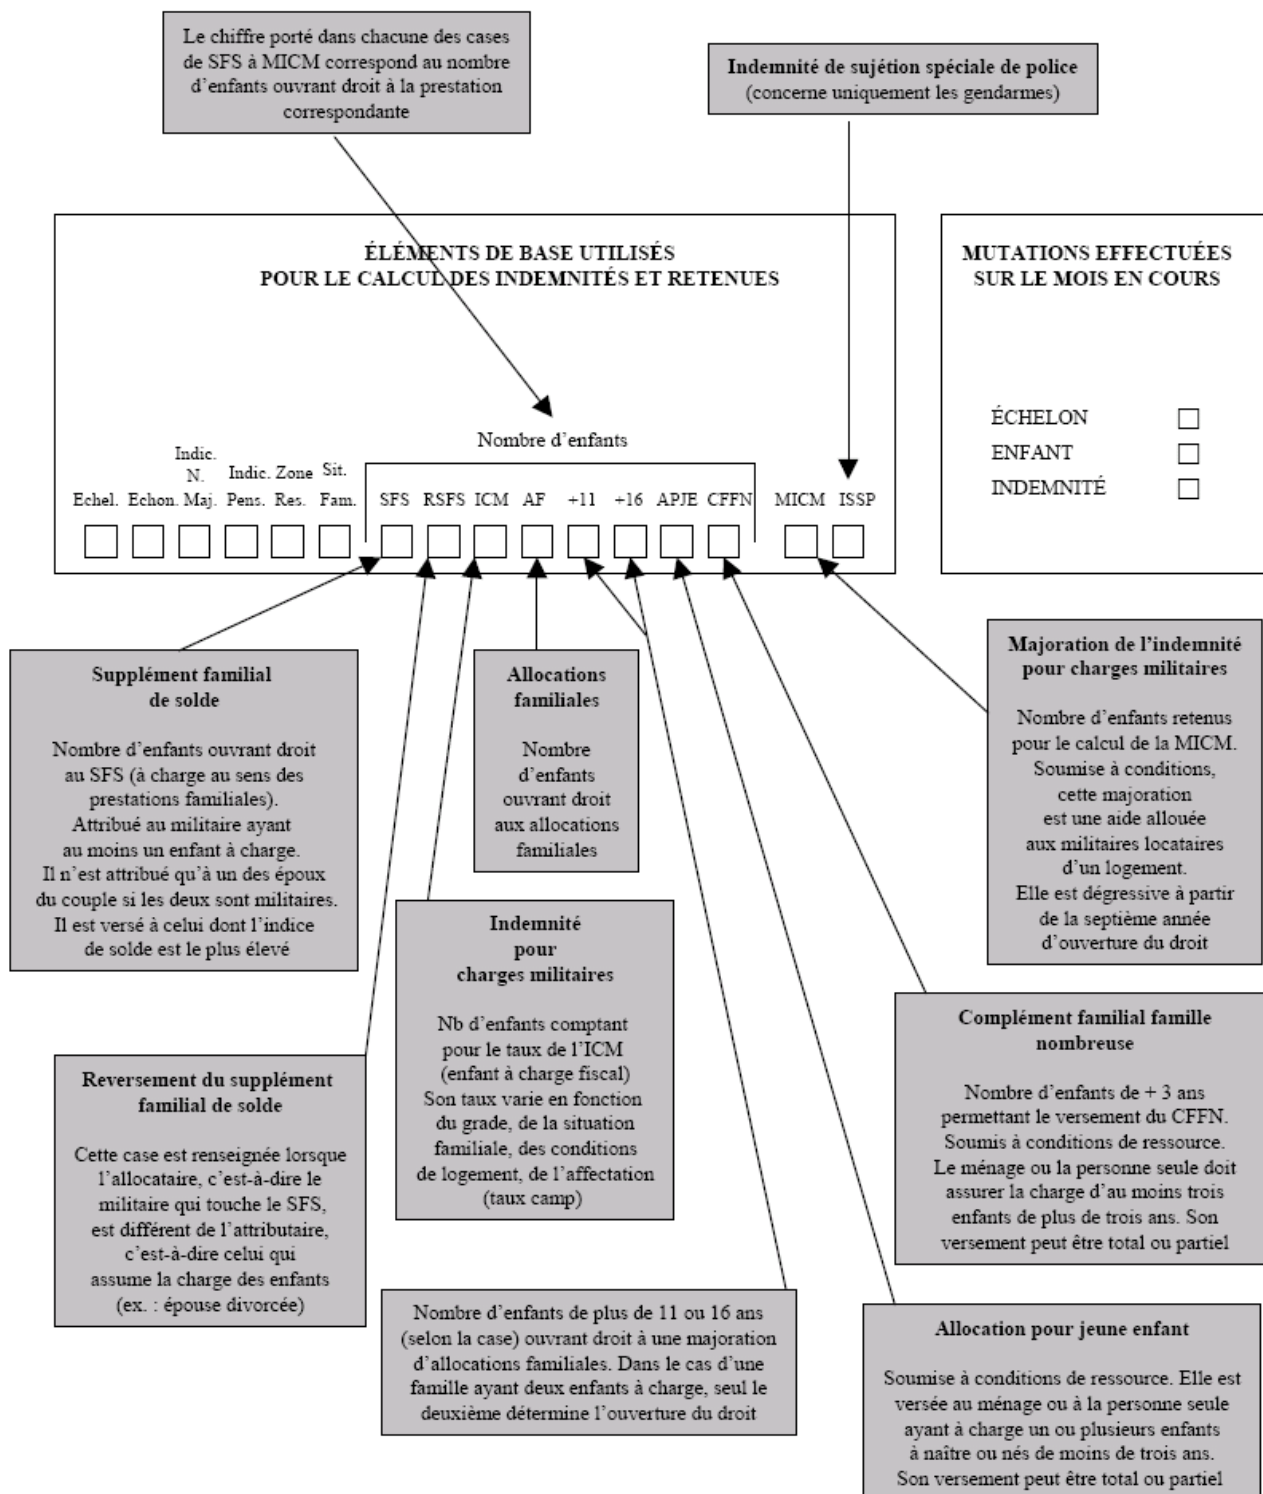 Le chiffre porté dans chacune des cases
de SFS à MICM correspond au nombre
d'enfants ouvrant droit à la prestation
correspondante
Indemnité de sujétion spéciale de police
(concerne uniquement les gendarmes)
ÉLÉMENTS DE BASE UTILISÉS
POUR LE CALCUL DES INDEMNITÉS ET RETENUES
MUTATIONS EFFECTUÉES
SUR LE MOIS EN COURS
ÉCHELON
ENFANT
INDEMNITÉ
Nombre d'enfants
Indic.
N. Indic. Zone Sit.
Echel. Echon. Maj. Pens. Res. Fam. SFS RSFS ICM AF +11 +16 APJE CFFN MICM ISSP
Supplément familial
de solde
Nombre d'enfants ouvrant droit
au SFS (à charge au sens des
prestations familiales).
Attribué au militaire ayant
au moins un enfant à charge.
Il n'est attribué qu'à un des époux
du couple si les deux sont militaires.
Il est versé à celui dont l'indice
de solde est le plus élevé
Allocations
familiales
Nombre
d'enfants
ouvrant droit
aux allocations
familiales
Majoration de l'indemnité
pour charges militaires
Nombre d'enfants retenus
pour le calcul de la MICM.
Soumise à conditions,
cette majoration
est une aide allouée
aux militaires locataires
d'un logement.
Elle est dégressive à partir
de la septième année
d'ouverture du droit
Indemnité
pour
charges militaires
Nb d'enfants comptant
pour le taux de l'ICM
(enfant à charge fiscal)
Son taux varie en fonction
du grade, de la situation
familiale, des conditions
de logement, de l'affectation
(taux camp)
Complément familial famille
nombreuse
Nombre d'enfants de + 3 ans
permettant le versement du CFFN.
Soumis à conditions de ressource.
Le ménage ou la personne seule doit
assurer la charge d'au moins trois
enfants de plus de trois ans. Son
versement peut être total ou partiel
Reversement du supplément
familial de solde
Cette case est renseignée lorsque
l'allocataire, c'est-à-dire le
militaire qui touche le SFS,
est différent de l'attributaire,
c'est-à-dire celui qui
assume la charge des enfants
(ex. : épouse divorcée)
Nombre d'enfants de plus de 11 ou 16 ans
(selon la case) ouvrant droit à une majoration
d'allocations familiales. Dans le cas d'une
famille ayant deux enfants à charge, seul le
deuxième détermine l'ouverture du droit
Allocation pour jeune enfant
Soumise à conditions de ressource. Elle est
versée au ménage ou à la personne seule
ayant à charge un ou plusieurs enfants
à naître ou nés de moins de trois ans.
Son versement peut être total ou partiel